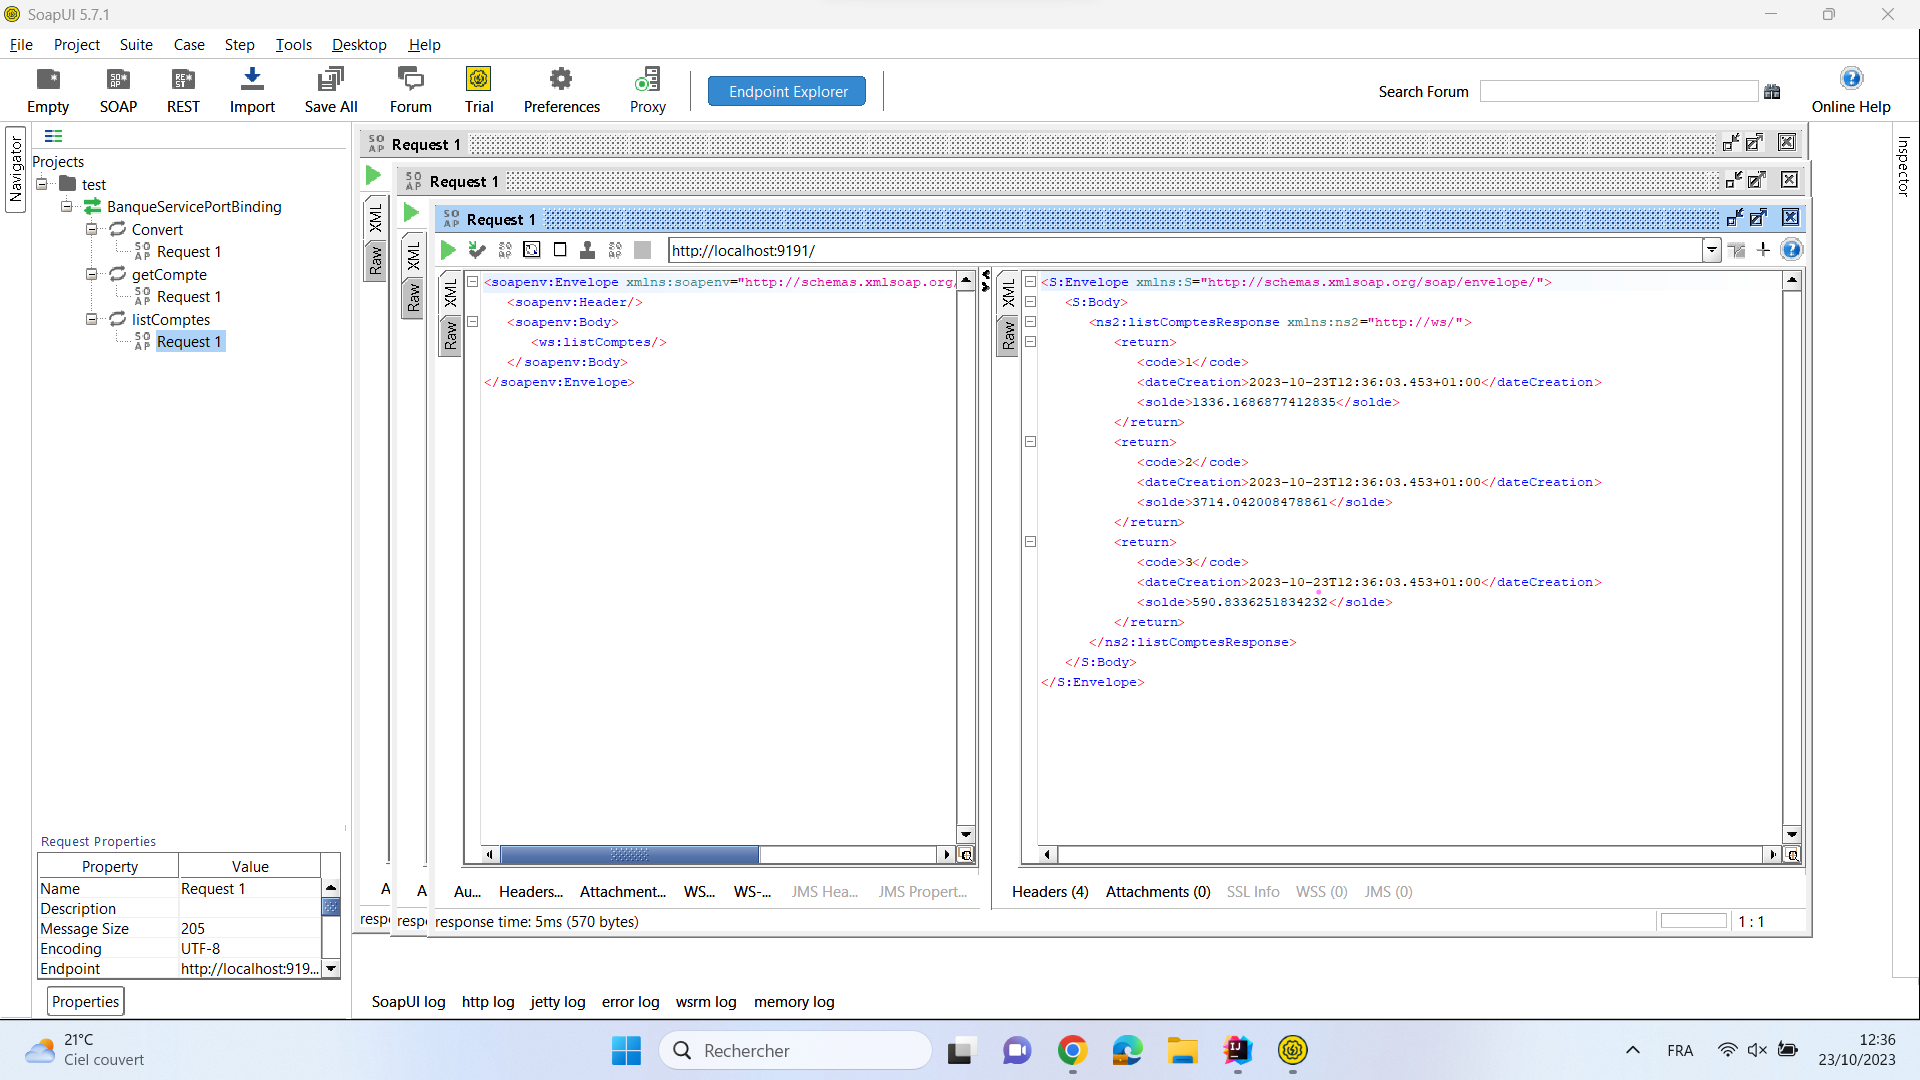 SoapUI 5.7.1
File Project Suite Case Step Tools Desktop Help
Empty SOAP REST Import Save All Forum Trial Preferences Proxy Endpoint Explorer Search Forum Online Help
Navigator
Inspector
Projects
test
BanqueServicePortBinding
Convert
Request 1
getCompte
Request 1
listComptes
Request 1
Request 1
XML
Raw
Request 1
XML
Raw
Request 1
http://localhost:9191/
XML
Raw
<soapenv:Envelope xmlns:soapenv="http://schemas.xmlsoap.org/
<soapenv:Header/>
<soapenv:Body>
<ws:listComptes/>
</soapenv:Body>
</soapenv:Envelope>
XML
Raw
<S:Envelope xmlns:S="http://schemas.xmlsoap.org/soap/envelope/">
<S:Body>
<ns2:listComptesResponse xmlns:ns2="http://ws/">
<return>
<code>1</code>
<dateCreation>2023-10-23T12:36:03.453+01:00</dateCreation>
<solde>1336.1686877412835</solde>
</return>
<return>
<code>2</code>
<dateCreation>2023-10-23T12:36:03.453+01:00</dateCreation>
<solde>3714.042008478861</solde>
</return>
<return>
<code>3</code>
<dateCreation>2023-10-23T12:36:03.453+01:00</dateCreation>
<solde>590.8336251834232</solde>
</return>
</ns2:listComptesResponse>
</S:Body>
</S:Envelope>
A
A
Au... Headers... Attachment... WS... WS-... JMS Hea... JMS Propert...
Headers (4) Attachments (0) SSL Info WSS (0) JMS (0)
resp
resp
response time: 5ms (570 bytes)
1 : 1
Request Properties
Property Value
Name Request 1
Description
Message Size 205
Encoding UTF-8
Endpoint http://localhost:919...
Properties
SoapUI log http log jetty log error log wsrm log memory log
21°C
Ciel couvert
Rechercher
FRA
12:36
23/10/2023